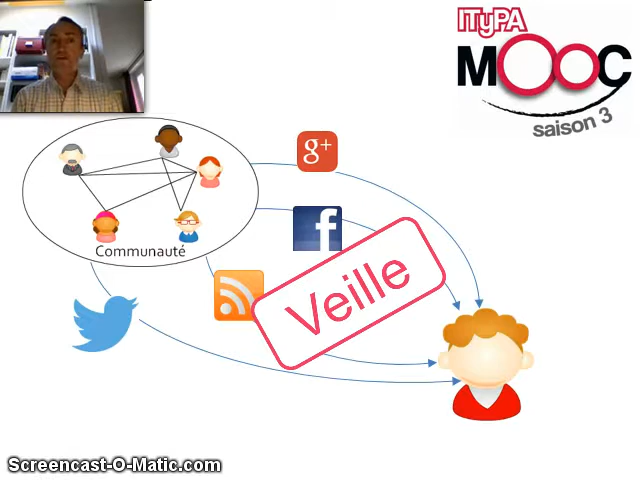 ITyPA
MOOC
saison 3
g+
f
Communauté
Veille
Screencast-O-Matic.com